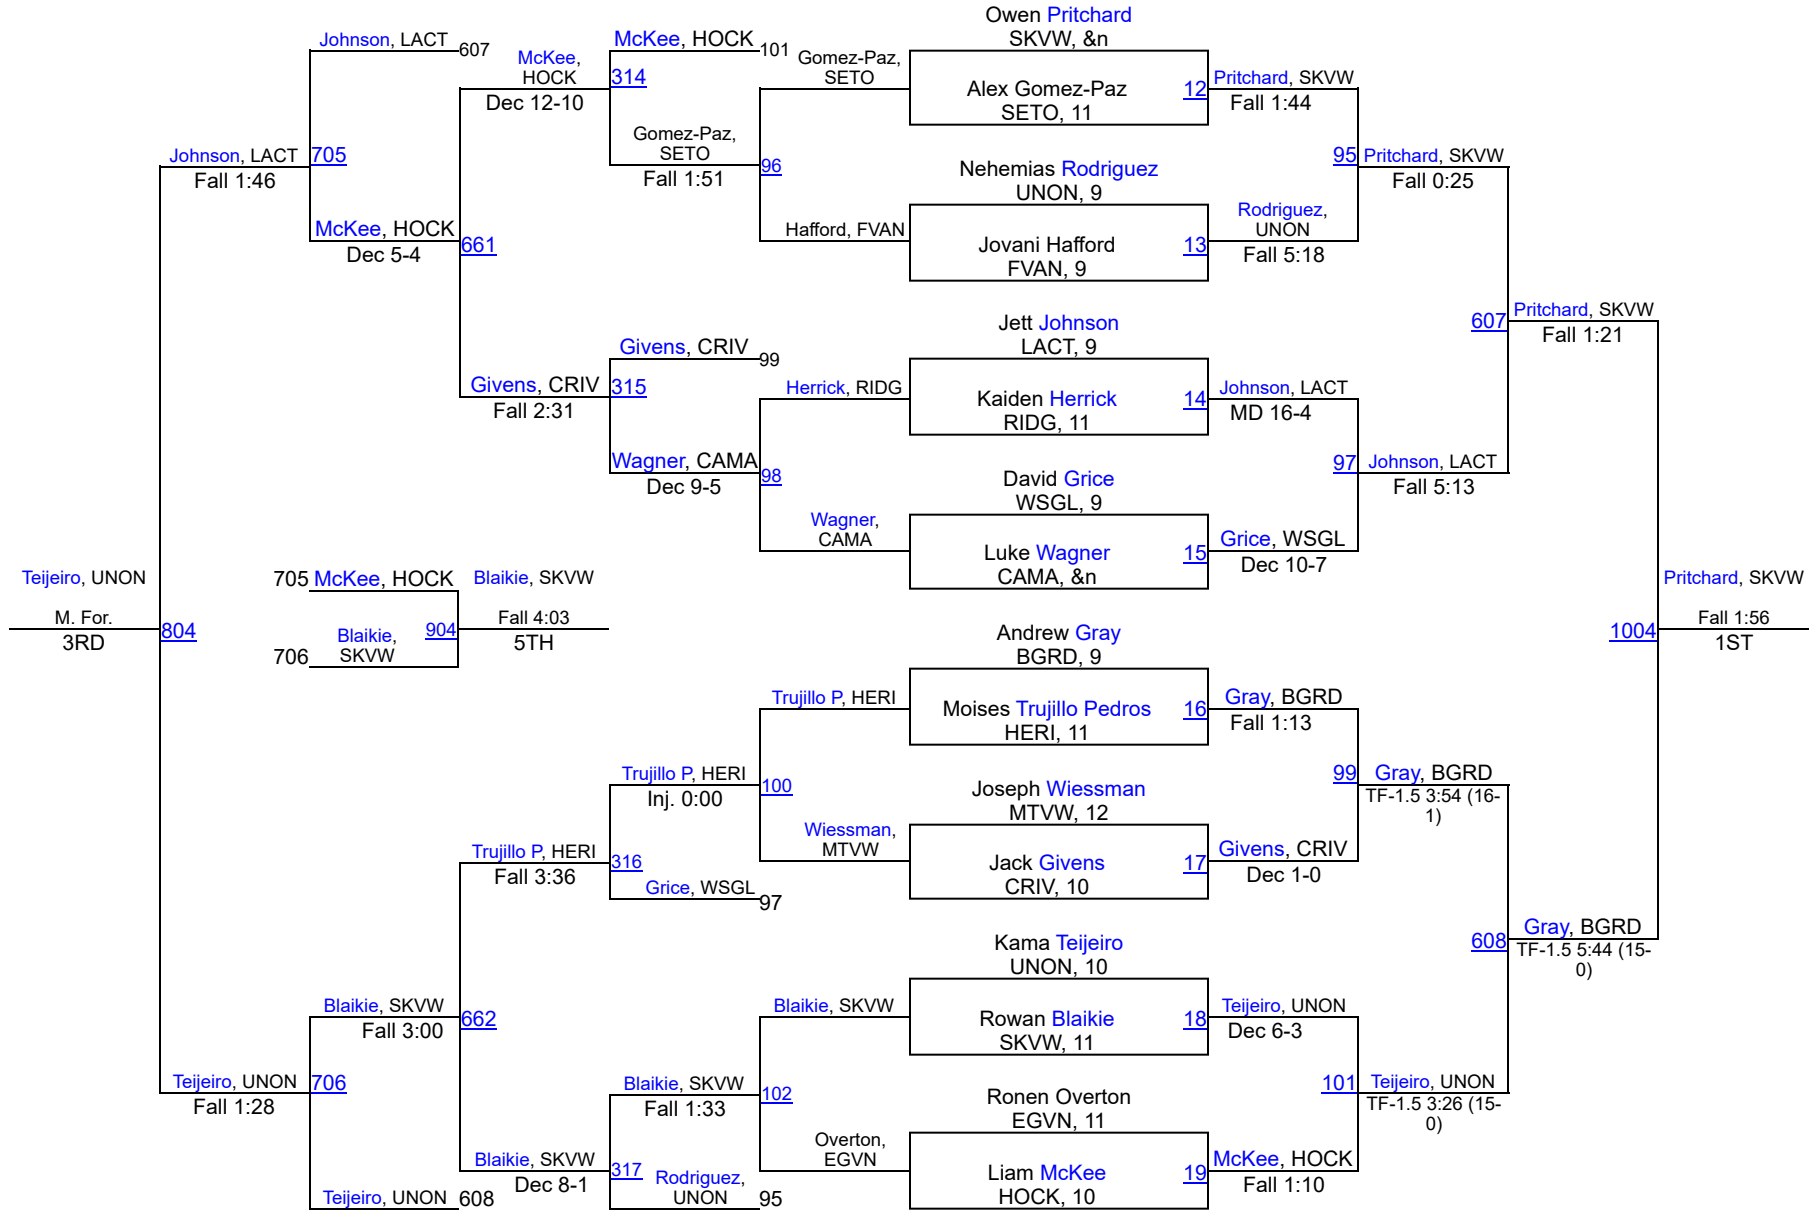 Owen Pritchard
SKVW, &n
Johnson, LACT
607
McKee, HOCK
101
McKee,
HOCK
314
Gomez-Paz,
SETO
Alex Gomez-Paz
SETO, 11
12
Pritchard, SKVW
Dec 12-10
Fall 1:44
Gomez-Paz,
SETO
Johnson, LACT
705
Fall 1:51
96
Nehemias Rodriguez
UNON, 9
95
Pritchard, SKVW
Fall 1:46
Fall 0:25
McKee, HOCK
661
Dec 5-4
Hafford, FVAN
Jovani Hafford
FVAN, 9
13
Rodriguez,
UNON
Fall 5:18
Jett Johnson
LACT, 9
607
Pritchard, SKVW
Fall 1:21
Givens, CRIV
99
Givens, CRIV
315
Fall 2:31
Herrick, RIDG
Kaiden Herrick
RIDG, 11
14
Johnson, LACT
MD 16-4
Wagner, CAMA
98
Dec 9-5
David Grice
WSGL, 9
97
Johnson, LACT
Fall 5:13
Wagner,
CAMA
Luke Wagner
CAMA, &n
15
Grice, WSGL
Dec 10-7
Teijeiro, UNON
M. For.
3RD
804
705
McKee, HOCK
Blaikie,
SKVW
706
904
Blaikie, SKVW
Fall 4:03
5TH
Pritchard, SKVW
1004
Fall 1:56
1ST
Andrew Gray
BGRD, 9
Trujillo P, HERI
Moises Trujillo Pedros
HERI, 11
16
Gray, BGRD
Fall 1:13
Trujillo P, HERI
Inj. 0:00
100
Joseph Wiessman
MTVW, 12
99
Gray, BGRD
TF-1.5 3:54 (16-
1)
Trujillo P, HERI
Fall 3:36
316
Wiessman,
MTVW
Jack Givens
CRIV, 10
17
Givens, CRIV
Dec 1-0
Grice, WSGL
97
Kama Teijeiro
UNON, 10
608
Gray, BGRD
TF-1.5 5:44 (15-
0)
Blaikie, SKVW
Fall 3:00
662
Blaikie, SKVW
Rowan Blaikie
SKVW, 11
18
Teijeiro, UNON
Dec 6-3
Teijeiro, UNON
706
Fall 1:28
Blaikie, SKVW
Fall 1:33
102
Ronen Overton
EGVN, 11
101
Teijeiro, UNON
TF-1.5 3:26 (15-
0)
Blaikie, SKVW
Dec 8-1
317
Overton,
EGVN
Liam McKee
HOCK, 10
19
McKee, HOCK
Fall 1:10
Teijeiro, UNON
608
Rodriguez,
UNON
95